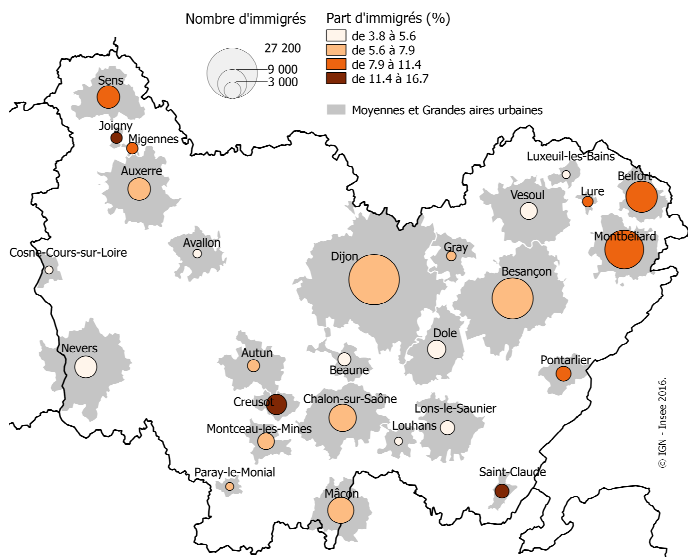 Nombre d'immigrés
27 200
9 000
3 000
Part d'immigrés (%)
de 3.8 à 5.6
de 5.6 à 7.9
de 7.9 à 11.4
de 11.4 à 16.7
Moyennes et Grandes aires urbaines
Sens
Joigny
Migennes
Auxerre
Luxeuil-les-Bains
Vesoul
Lure
Belfort
Montbéliard
Avallon
Cosne-Cours-sur-Loire
Dijon
Gray
Besançon
Nevers
Autun
Beaune
Dole
Pontarlier
Creusot
Chalon-sur-Saône
Lons-le-Saunier
Montceau-les-Mines
Louhans
Paray-le-Monial
Mâcon
Saint-Claude
© IGN - Insee 2016.